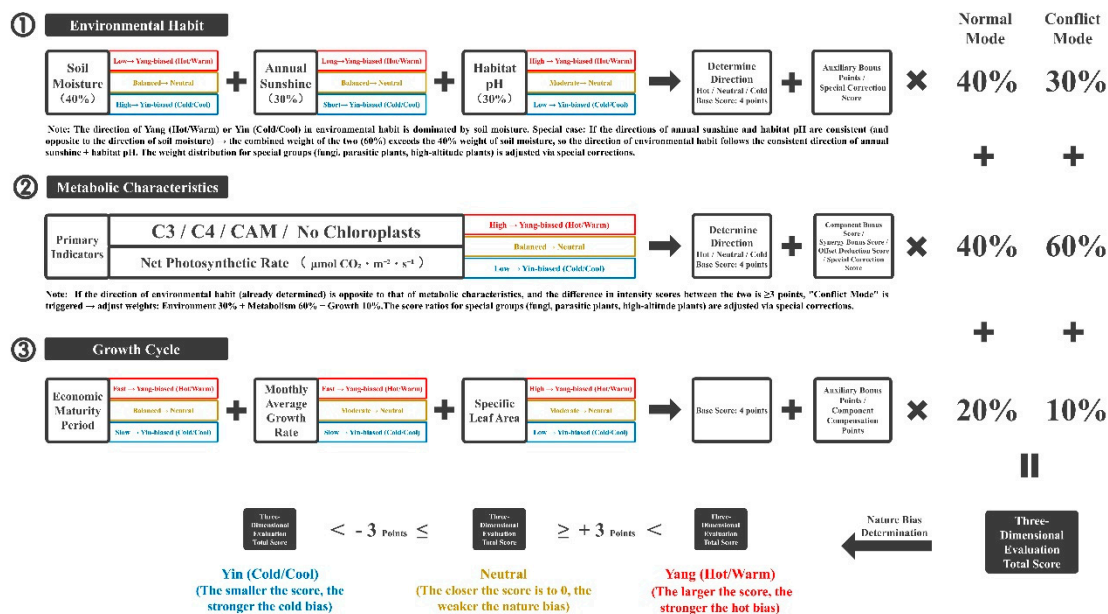 ① Environmental Habit
Normal Mode
Conflict Mode
Soil Moisture (40%)
Low→ Yang-biased (Hot/Warm)
Balanced→ Neutral
High→ Yin-biased (Cold/Cool)
+
Annual Sunshine (30%)
Long→ Yang-biased (Hot/Warm)
Balanced→ Neutral
Short→ Yin-biased (Cold/Cool)
+
Habitat pH (30%)
High → Yang-biased (Hot/Warm)
Moderate→ Neutral
Low → Yin-biased (Cold/Cool)
Determine Direction
Hot / Neutral / Cold
Base Score: 4 points
+
Auxiliary Bonus Points / Special Correction Score
×
40%
30%
Note: The direction of Yang (Hot/Warm) or Yin (Cold/Cool) in environmental habit is dominated by soil moisture. Special case: If the directions of annual sunshine and habitat pH are consistent (and
opposite to the direction of soil moisture) → the combined weight of the two (60%) exceeds the 40% weight of soil moisture, so the direction of environmental habit follows the consistent direction of annual
sunshine + habitat pH. The weight distribution for special groups (fungi, parasitic plants, high-altitude plants) is adjusted via special corrections.
+
+
② Metabolic Characteristics
Primary Indicators
C3 / C4 / CAM / No Chloroplasts
Net Photosynthetic Rate ( μmol CO₂ · m⁻² · s⁻¹ )
High → Yang-biased (Hot/Warm)
Balanced → Neutral
Low → Yin-biased (Cold/Cool)
Determine Direction
Hot / Neutral / Cold
Base Score: 4 points
+
Component Bonus Score / Synergy Bonus Score / Offset Deduction Score / Special Correction Score
×
40%
60%
Note: If the direction of environmental habit (already determined) is opposite to that of metabolic characteristics, and the difference in intensity scores between the two is ≥3 points, "Conflict Mode" is
triggered → adjust weights: Environment 30% + Metabolism 60% + Growth 10%.The score ratios for special groups (fungi, parasitic plants, high-altitude plants) are adjusted via special corrections.
+
+
③ Growth Cycle
Economic Maturity Period
Fast → Yang-biased (Hot/Warm)
Balanced → Neutral
Slow → Yin-biased (Cold/Cool)
+
Monthly Average Growth Rate
Fast → Yang-biased (Hot/Warm)
Moderate → Neutral
Slow → Yin-biased (Cold/Cool)
+
Specific Leaf Area
High → Yang-biased (Hot/Warm)
Moderate → Neutral
Low → Yin-biased (Cold/Cool)
Base Score: 4 points
+
Auxiliary Bonus Points / Component Compensation Points
×
20%
10%
Three-Dimensional Evaluation Total Score
< - 3 Points ≤
Three-Dimensional Evaluation Total Score
≥ + 3 Points <
Three-Dimensional Evaluation Total Score
Nature Bias Determination
Three-Dimensional Evaluation Total Score
Yin (Cold/Cool)
(The smaller the score, the
stronger the cold bias)
Neutral
(The closer the score is to 0, the
weaker the nature bias)
Yang (Hot/Warm)
(The larger the score, the
stronger the hot bias)